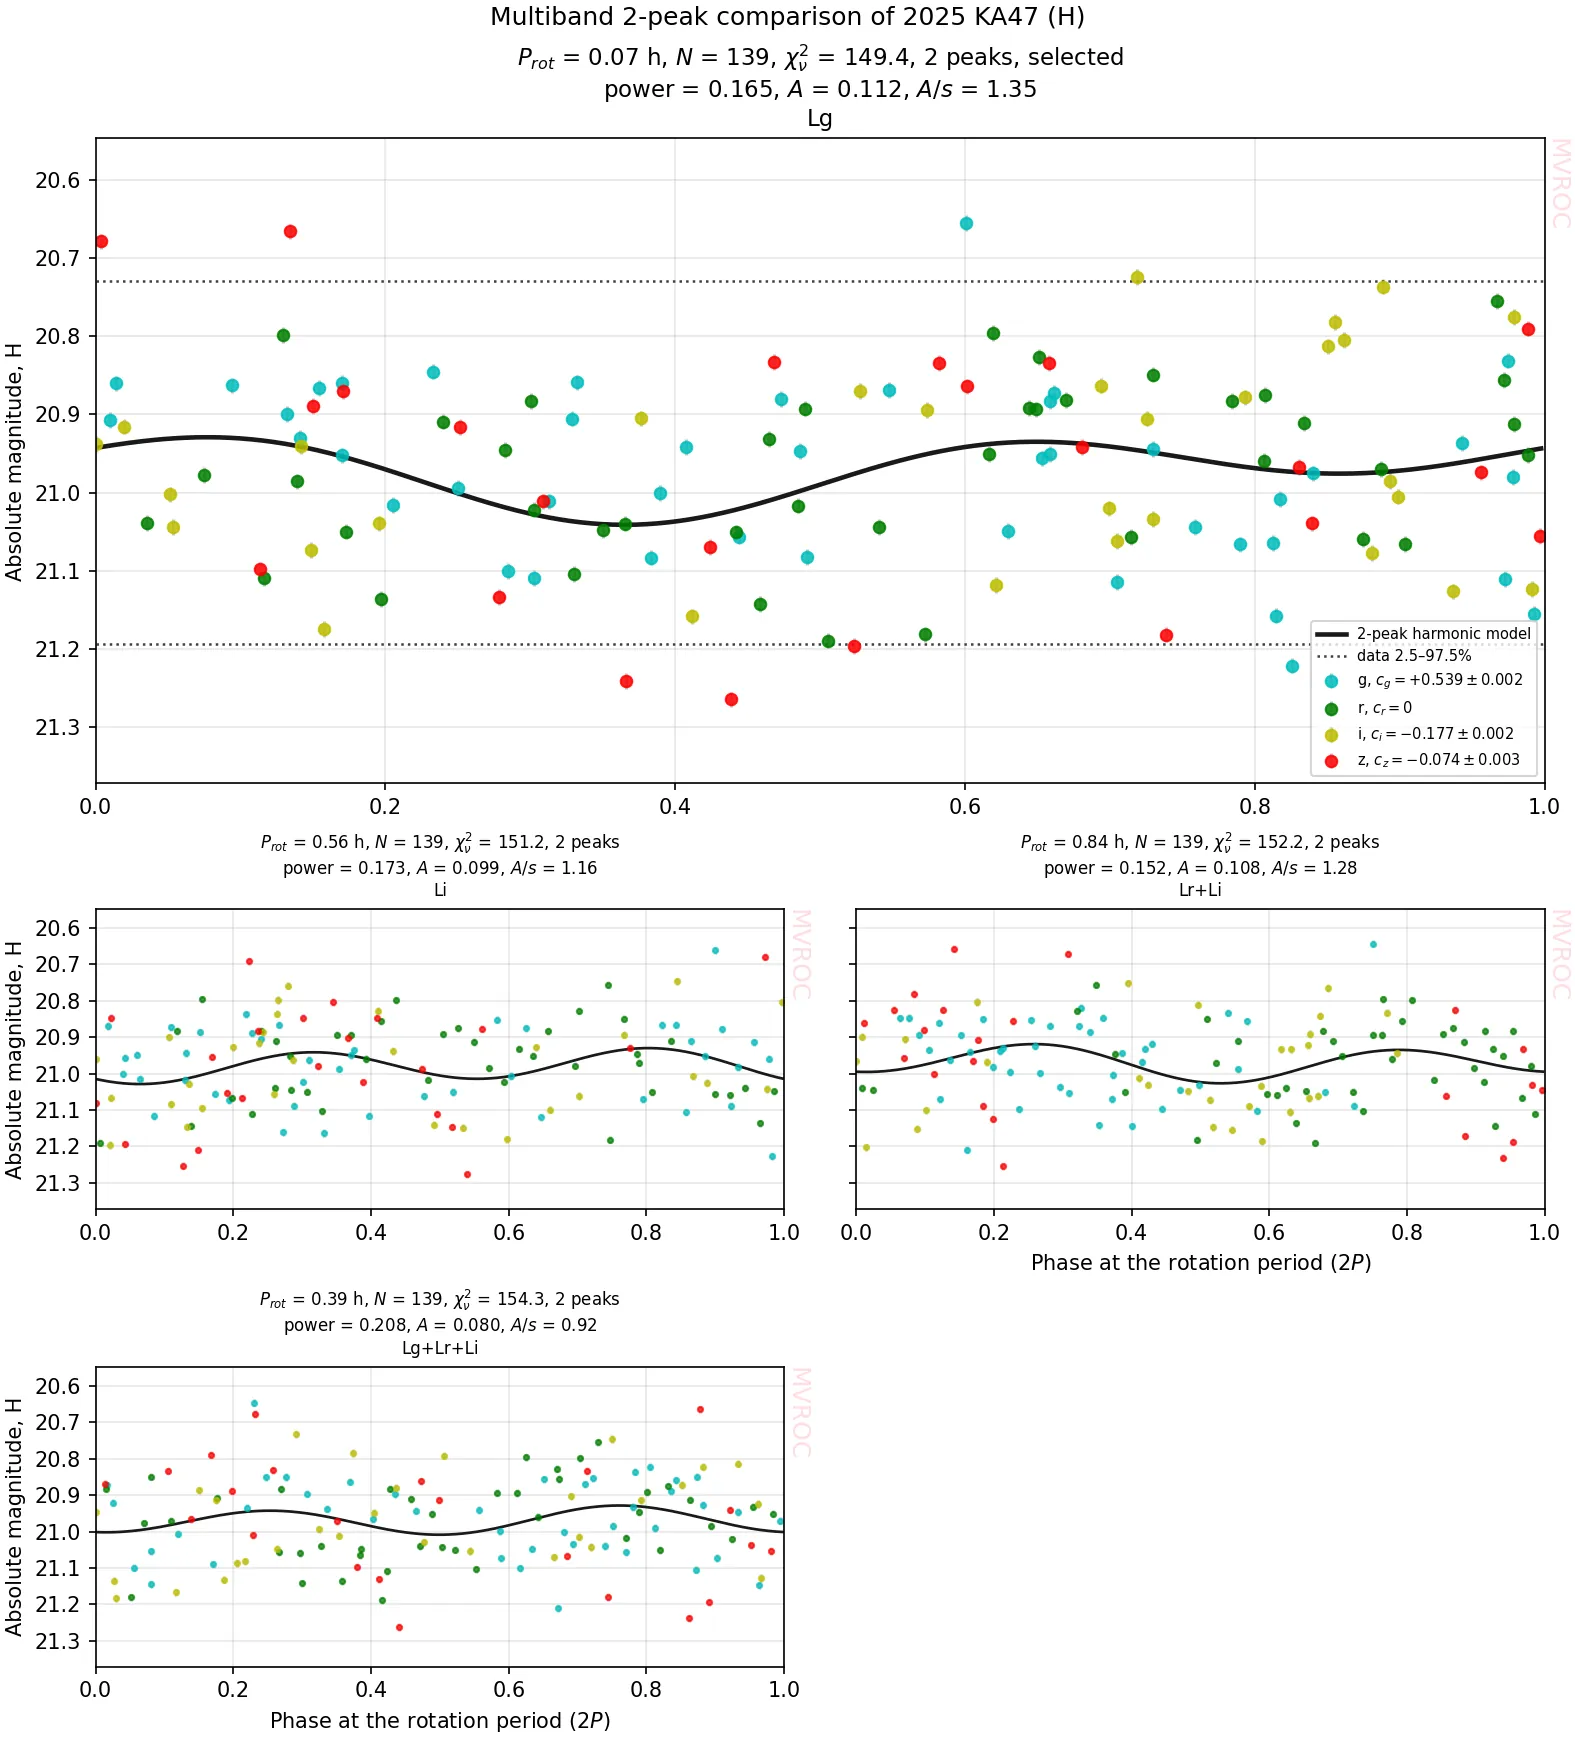 Multiband 2-peak comparison of 2025 KA47 (H)
P_rot = 0.07 h, N = 139, χ²_ν = 149.4, 2 peaks, selected
power = 0.165, A = 0.112, A/s = 1.35
Lg
MVROC
Absolute magnitude, H
20.6
20.7
20.8
20.9
21.0
21.1
21.2
21.3
2-peak harmonic model
data 2.5–97.5%
g, c_g = +0.539 ± 0.002
r, c_r = 0
i, c_i = −0.177 ± 0.002
z, c_z = −0.074 ± 0.003
0.0 0.2 0.4 0.6 0.8 1.0
P_rot = 0.56 h, N = 139, χ²_ν = 151.2, 2 peaks
power = 0.173, A = 0.099, A/s = 1.16
Li
MVROC
Absolute magnitude, H
20.6
20.7
20.8
20.9
21.0
21.1
21.2
21.3
0.0 0.2 0.4 0.6 0.8 1.0
P_rot = 0.84 h, N = 139, χ²_ν = 152.2, 2 peaks
power = 0.152, A = 0.108, A/s = 1.28
Lr+Li
MVROC
0.0 0.2 0.4 0.6 0.8 1.0
Phase at the rotation period (2P)
P_rot = 0.39 h, N = 139, χ²_ν = 154.3, 2 peaks
power = 0.208, A = 0.080, A/s = 0.92
Lg+Lr+Li
MVROC
Absolute magnitude, H
20.6
20.7
20.8
20.9
21.0
21.1
21.2
21.3
0.0 0.2 0.4 0.6 0.8 1.0
Phase at the rotation period (2P)